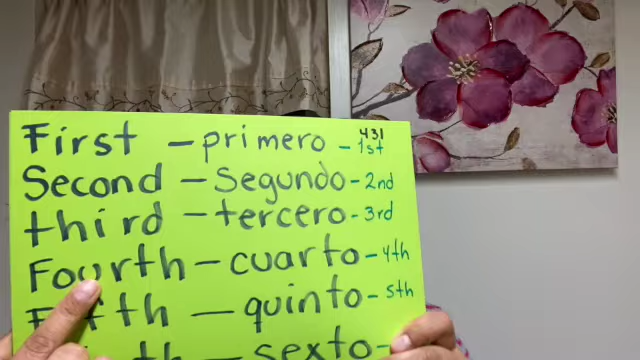 First - primero - 1st 431
Second - Segundo - 2nd
third - tercero - 3rd
Fourth - cuarto - 4th
quinto - 5th
sexto -